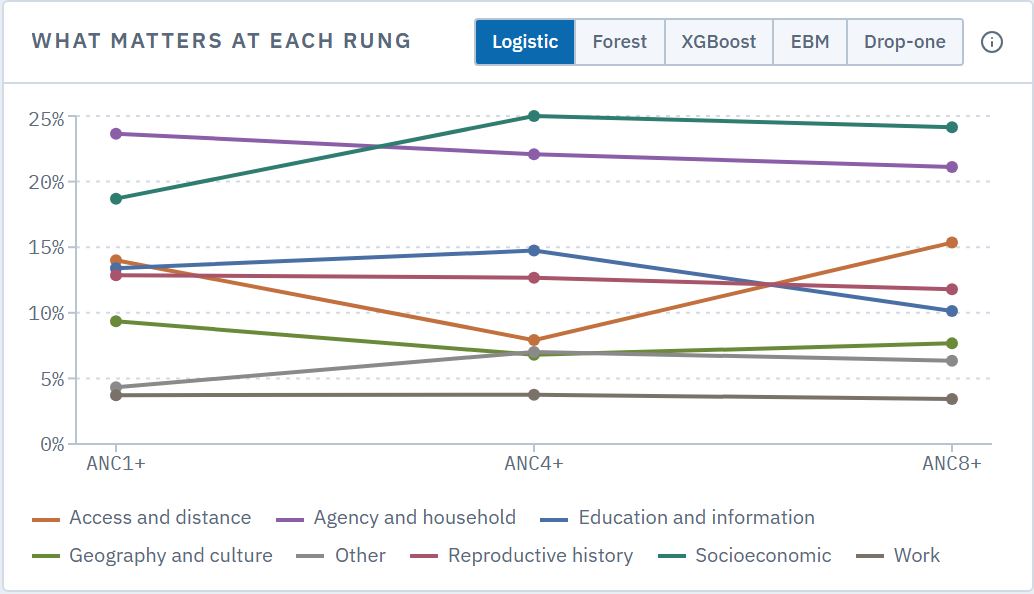 WHAT MATTERS AT EACH RUNG
Logistic Forest XGBoost EBM Drop-one
25%
20%
15%
10%
5%
0%
ANC1+ ANC4+ ANC8+
Access and distance Agency and household Education and information
Geography and culture Other Reproductive history Socioeconomic Work